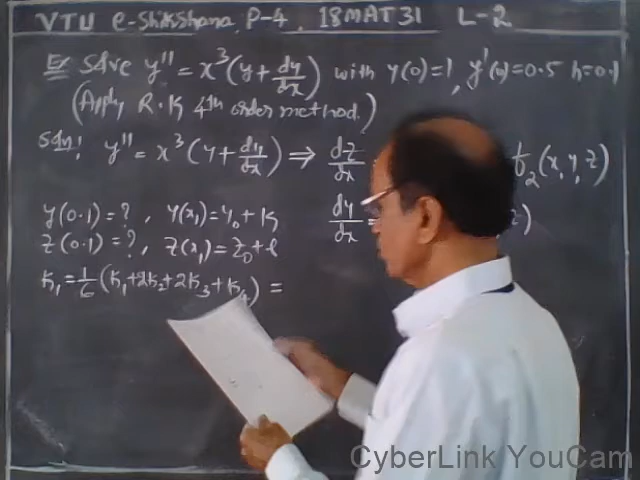 VTU e-Shikshana P-4, 18MAT31 L-2
Ex: Solve y'' = x³(y + dy/dx) with y(0)=1, y'(0)=0.5 h=0.1
(Apply R.K 4th order method.)
Soln: y'' = x³(y + dy/dx) ⇒ dz/dx f₂(x, y, z)
y(0.1)=?, y(x₁)=y₀+k dy/dx = z)
z(0.1)=?, z(x₁)=z₀+l
k₁=1/6(k₁+2k₂+2k₃+k₄) =
CyberLink YouCam